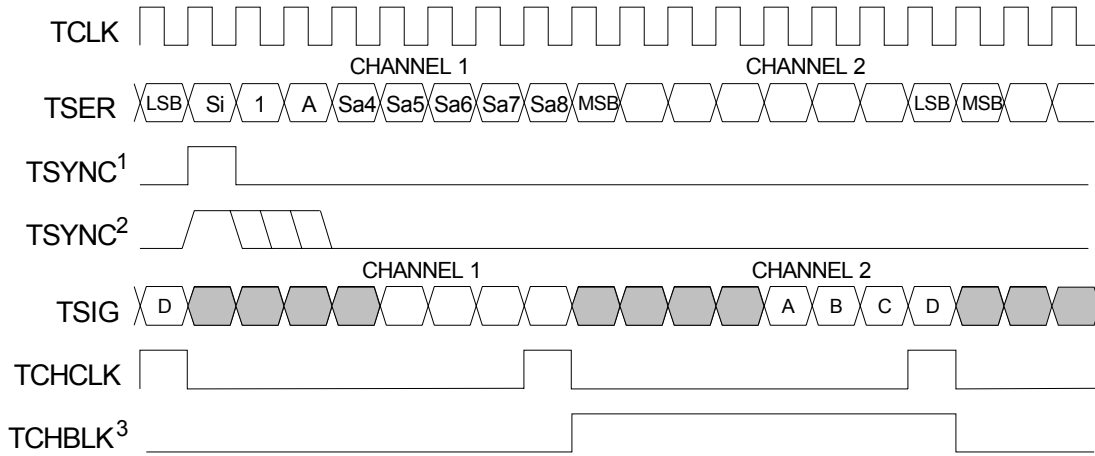 TCLK
CHANNEL 1 CHANNEL 2
TSER LSB Si 1 A Sa4 Sa5 Sa6 Sa7 Sa8 MSB LSB MSB
TSYNC1
TSYNC2
CHANNEL 1 CHANNEL 2
TSIG D A B C D
TCHCLK
TCHBLK3